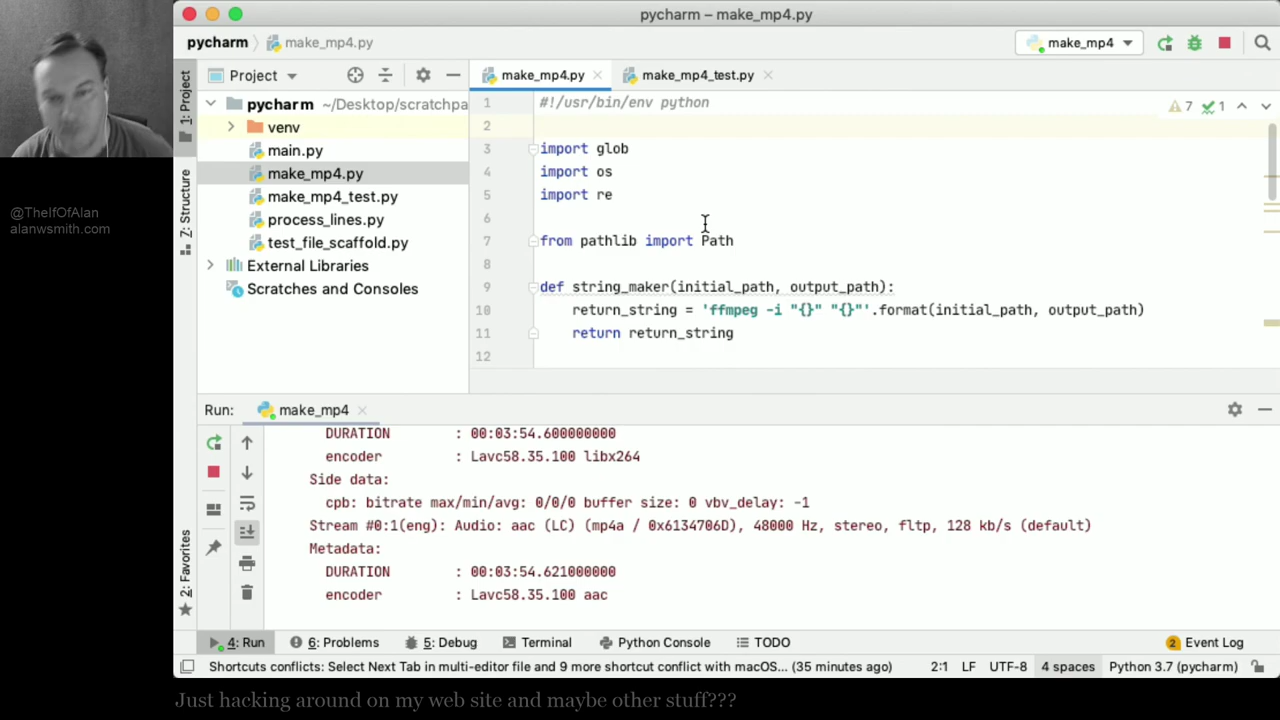 pycharm – make_mp4.py
pycharm
make_mp4.py
make_mp4
Project
make_mp4.py
make_mp4_test.py
1: Project
7: Structure
2: Favorites
pycharm ~/Desktop/scratchpa
venv
main.py
make_mp4.py
make_mp4_test.py
process_lines.py
test_file_scaffold.py
External Libraries
Scratches and Consoles
@TheIfOfAlan
alanwsmith.com
7 1
1 #!/usr/bin/env python
2
3 import glob
4 import os
5 import re
6
7 from pathlib import Path
8
9 def string_maker(initial_path, output_path):
10 return_string = 'ffmpeg -i "{}" "{}"'.format(initial_path, output_path)
11 return return_string
12
Run: make_mp4
DURATION : 00:03:54.600000000
encoder : Lavc58.35.100 libx264
Side data:
cpb: bitrate max/min/avg: 0/0/0 buffer size: 0 vbv_delay: -1
Stream #0:1(eng): Audio: aac (LC) (mp4a / 0x6134706D), 48000 Hz, stereo, fltp, 128 kb/s (default)
Metadata:
DURATION : 00:03:54.621000000
encoder : Lavc58.35.100 aac
4: Run 6: Problems 5: Debug Terminal Python Console TODO 2 Event Log
Shortcuts conflicts: Select Next Tab in multi-editor file and 9 more shortcut conflict with macOS... (35 minutes ago) 2:1 LF UTF-8 4 spaces Python 3.7 (pycharm)
Just hacking around on my web site and maybe other stuff???